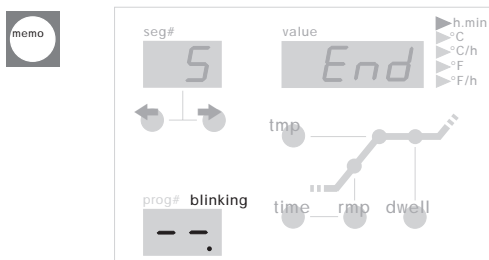 memo
seg#
value
h.min
°C
°C/h
°F
°F/h
5
End
tmp
prog# blinking
time rmp dwell
--.